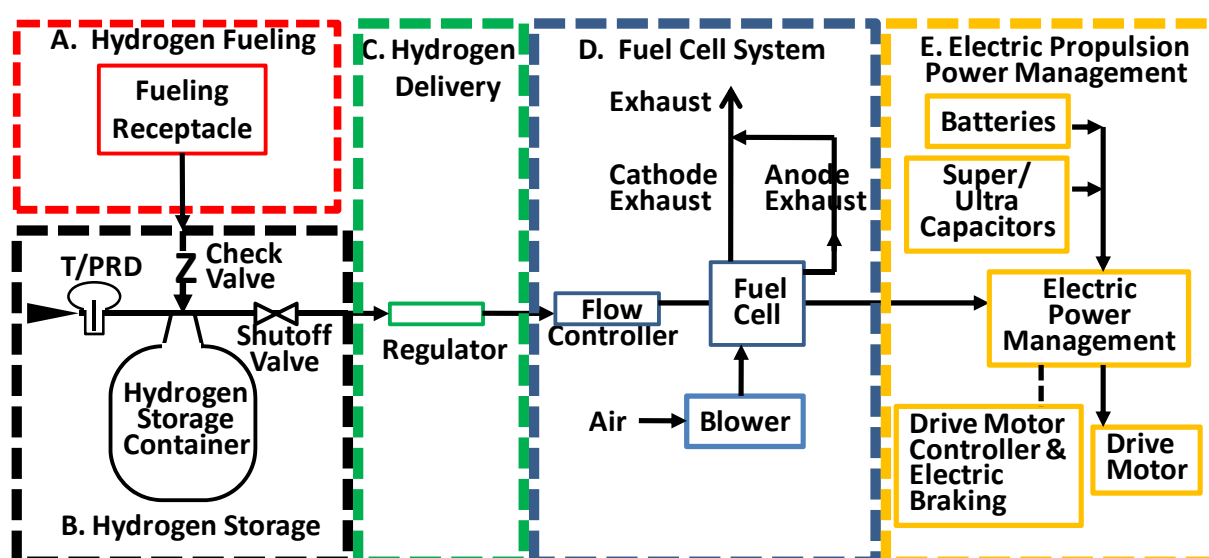 A. Hydrogen Fueling
Fueling
Receptacle
T/PRD
Check
Valve
Shutoff
Valve
Hydrogen
Storage
Container
B. Hydrogen Storage
C. Hydrogen
Delivery
Regulator
D. Fuel Cell System
Exhaust
Cathode
Exhaust
Anode
Exhaust
Flow
Controller
Fuel
Cell
Air
Blower
E. Electric Propulsion
Power Management
Batteries
Super/
Ultra
Capacitors
Electric
Power
Management
Drive Motor
Controller &
Electric
Braking
Drive
Motor